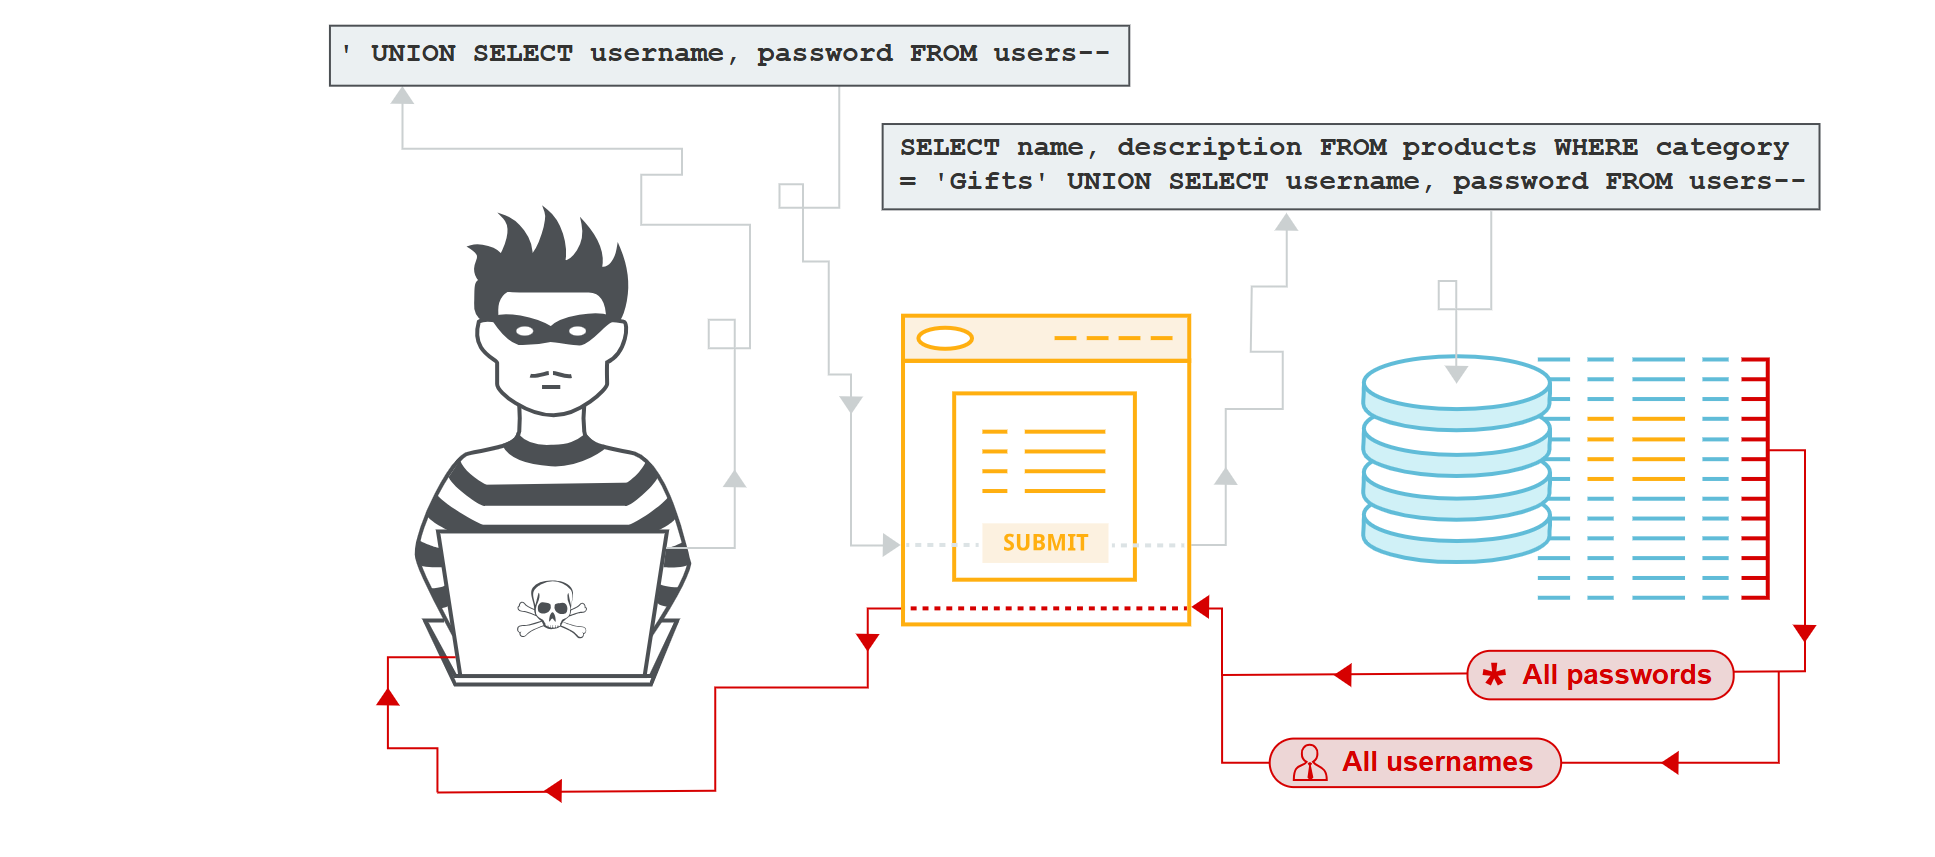 ' UNION SELECT username, password FROM users--
SELECT name, description FROM products WHERE category
= 'Gifts' UNION SELECT username, password FROM users--
SUBMIT
* All passwords
All usernames